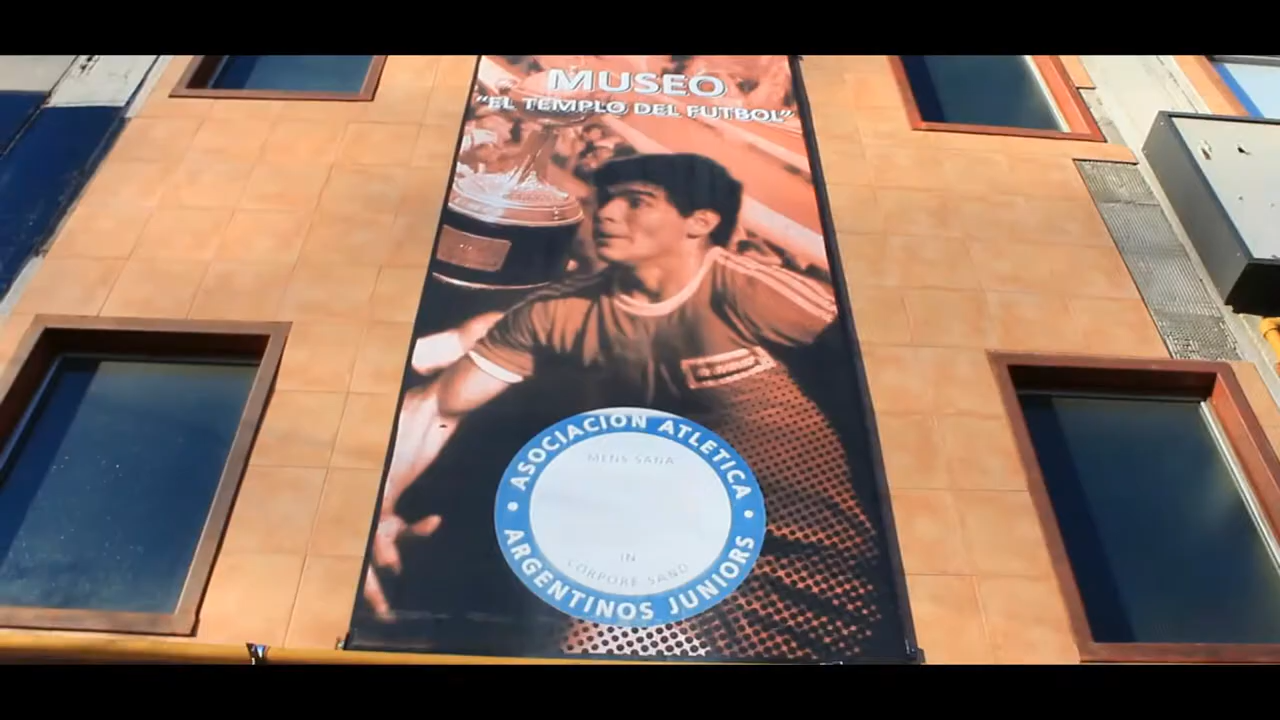 MUSEO
"EL TEMPLO DEL FUTBOL"
ASOCIACION ATLETICA
MENS SANA
IN
CORPORE SANO
ARGENTINOS JUNIORS